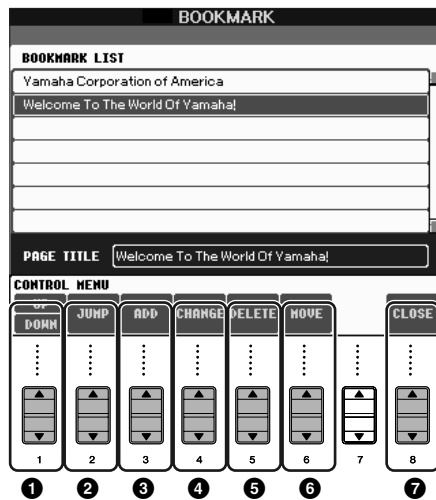 BOOKMARK
BOOKMARK LIST
Yamaha Corporation of America
Welcome To The World Of Yamaha!
PAGE TITLE Welcome To The World Of Yamaha!
CONTROL MENU
UP
DOWN JUMP ADD CHANGE DELETE MOVE CLOSE
1 2 3 4 5 6 7 8
❶ ❷ ❸ ❹ ❺ ❻ ❼